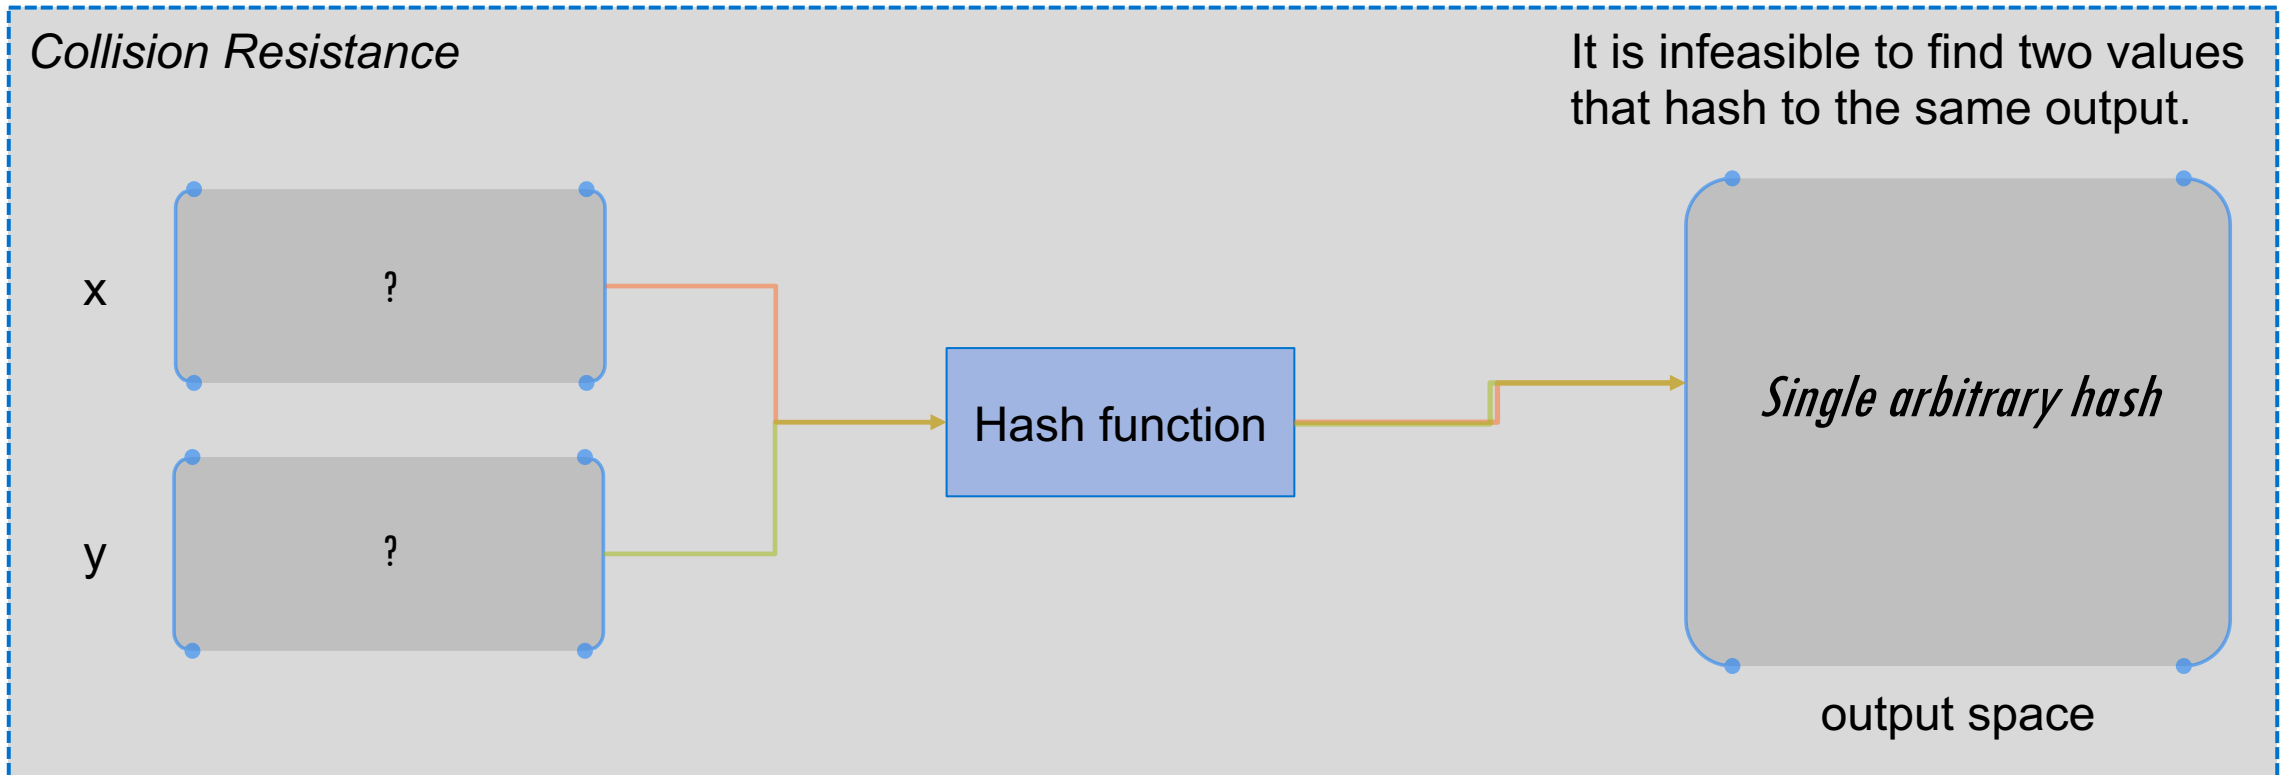 Collision Resistance
It is infeasible to find two values
that hash to the same output.
x
?
Hash function
Single arbitrary hash
y
?
output space